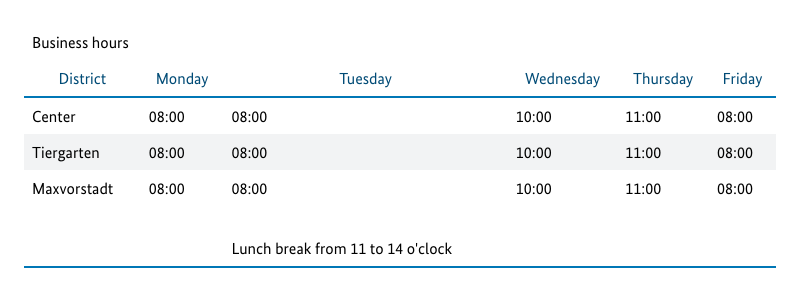 Business hours
District Monday Tuesday Wednesday Thursday Friday
Center 08:00 08:00 10:00 11:00 08:00
Tiergarten 08:00 08:00 10:00 11:00 08:00
Maxvorstadt 08:00 08:00 10:00 11:00 08:00
Lunch break from 11 to 14 o'clock